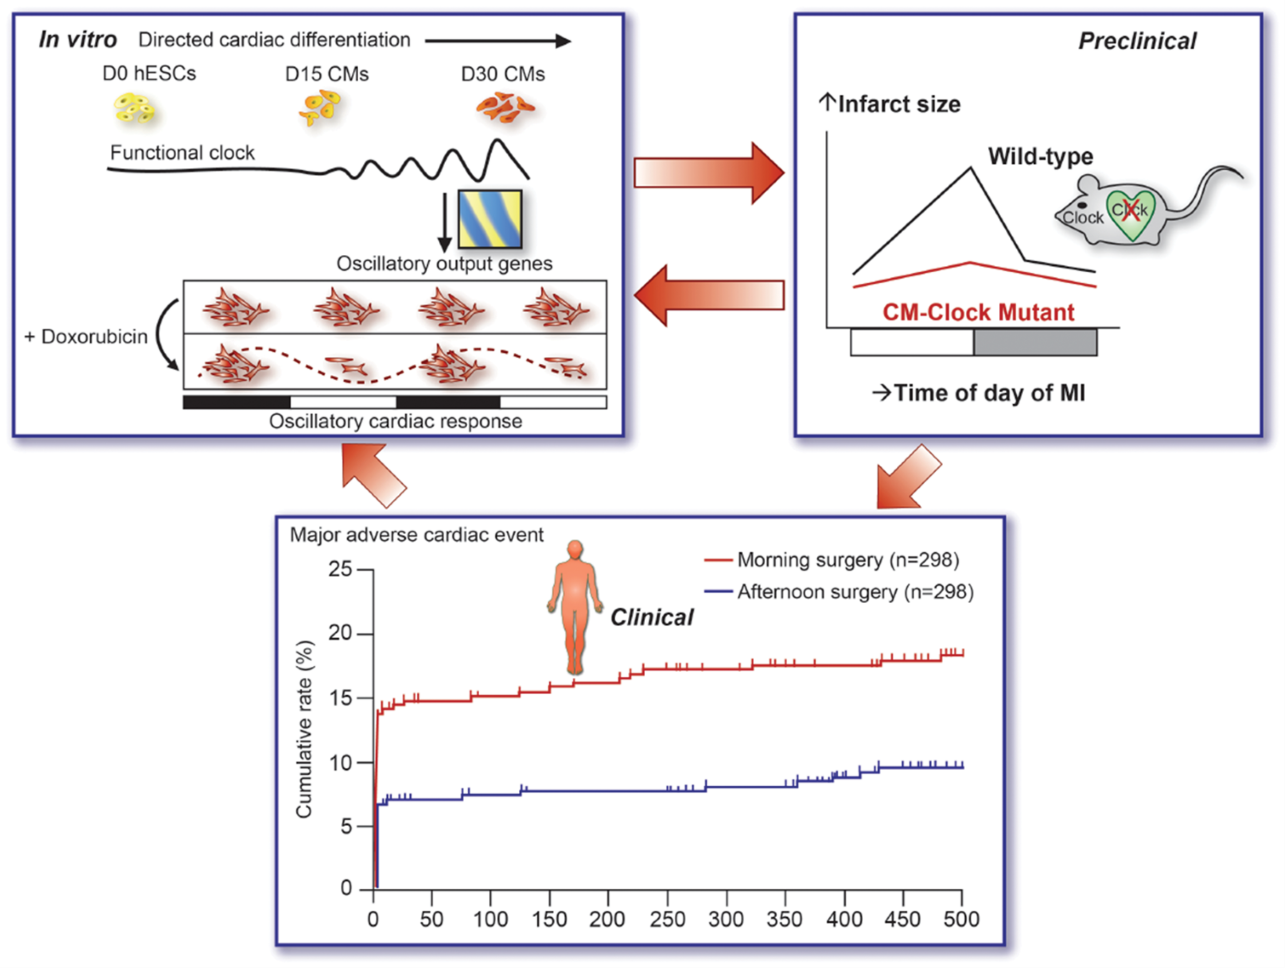 In vitro Directed cardiac differentiation
D0 hESCs D15 CMs D30 CMs
Functional clock
Oscillatory output genes
+ Doxorubicin
Oscillatory cardiac response
Preclinical
↑Infarct size
Wild-type
Clock Clock
CM-Clock Mutant
→Time of day of MI
Major adverse cardiac event
Morning surgery (n=298)
Afternoon surgery (n=298)
Clinical
Cumulative rate (%)
25
20
15
10
5
0
0 50 100 150 200 250 300 350 400 450 500